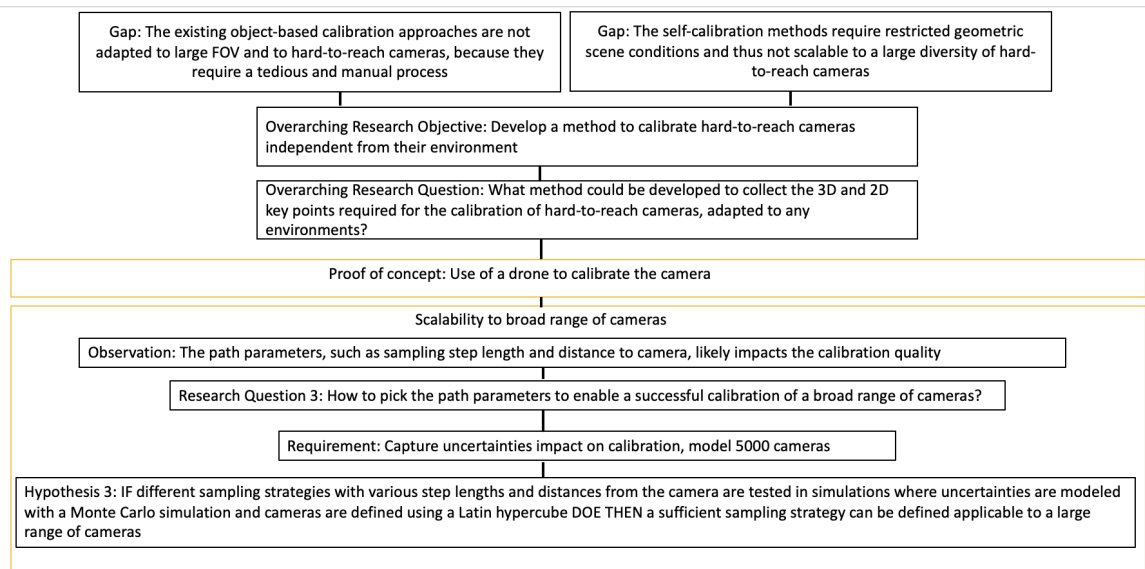 Gap: The existing object-based calibration approaches are not
adapted to large FOV and to hard-to-reach cameras, because they
require a tedious and manual process
Gap: The self-calibration methods require restricted geometric
scene conditions and thus not scalable to a large diversity of hard-
to-reach cameras
Overarching Research Objective: Develop a method to calibrate hard-to-reach cameras
independent from their environment
Overarching Research Question: What method could be developed to collect the 3D and 2D
key points required for the calibration of hard-to-reach cameras, adapted to any
environments?
Proof of concept: Use of a drone to calibrate the camera
Scalability to broad range of cameras
Observation: The path parameters, such as sampling step length and distance to camera, likely impacts the calibration quality
Research Question 3: How to pick the path parameters to enable a successful calibration of a broad range of cameras?
Requirement: Capture uncertainties impact on calibration, model 5000 cameras
Hypothesis 3: IF different sampling strategies with various step lengths and distances from the camera are tested in simulations where uncertainties are modeled
with a Monte Carlo simulation and cameras are defined using a Latin hypercube DOE THEN a sufficient sampling strategy can be defined applicable to a large
range of cameras